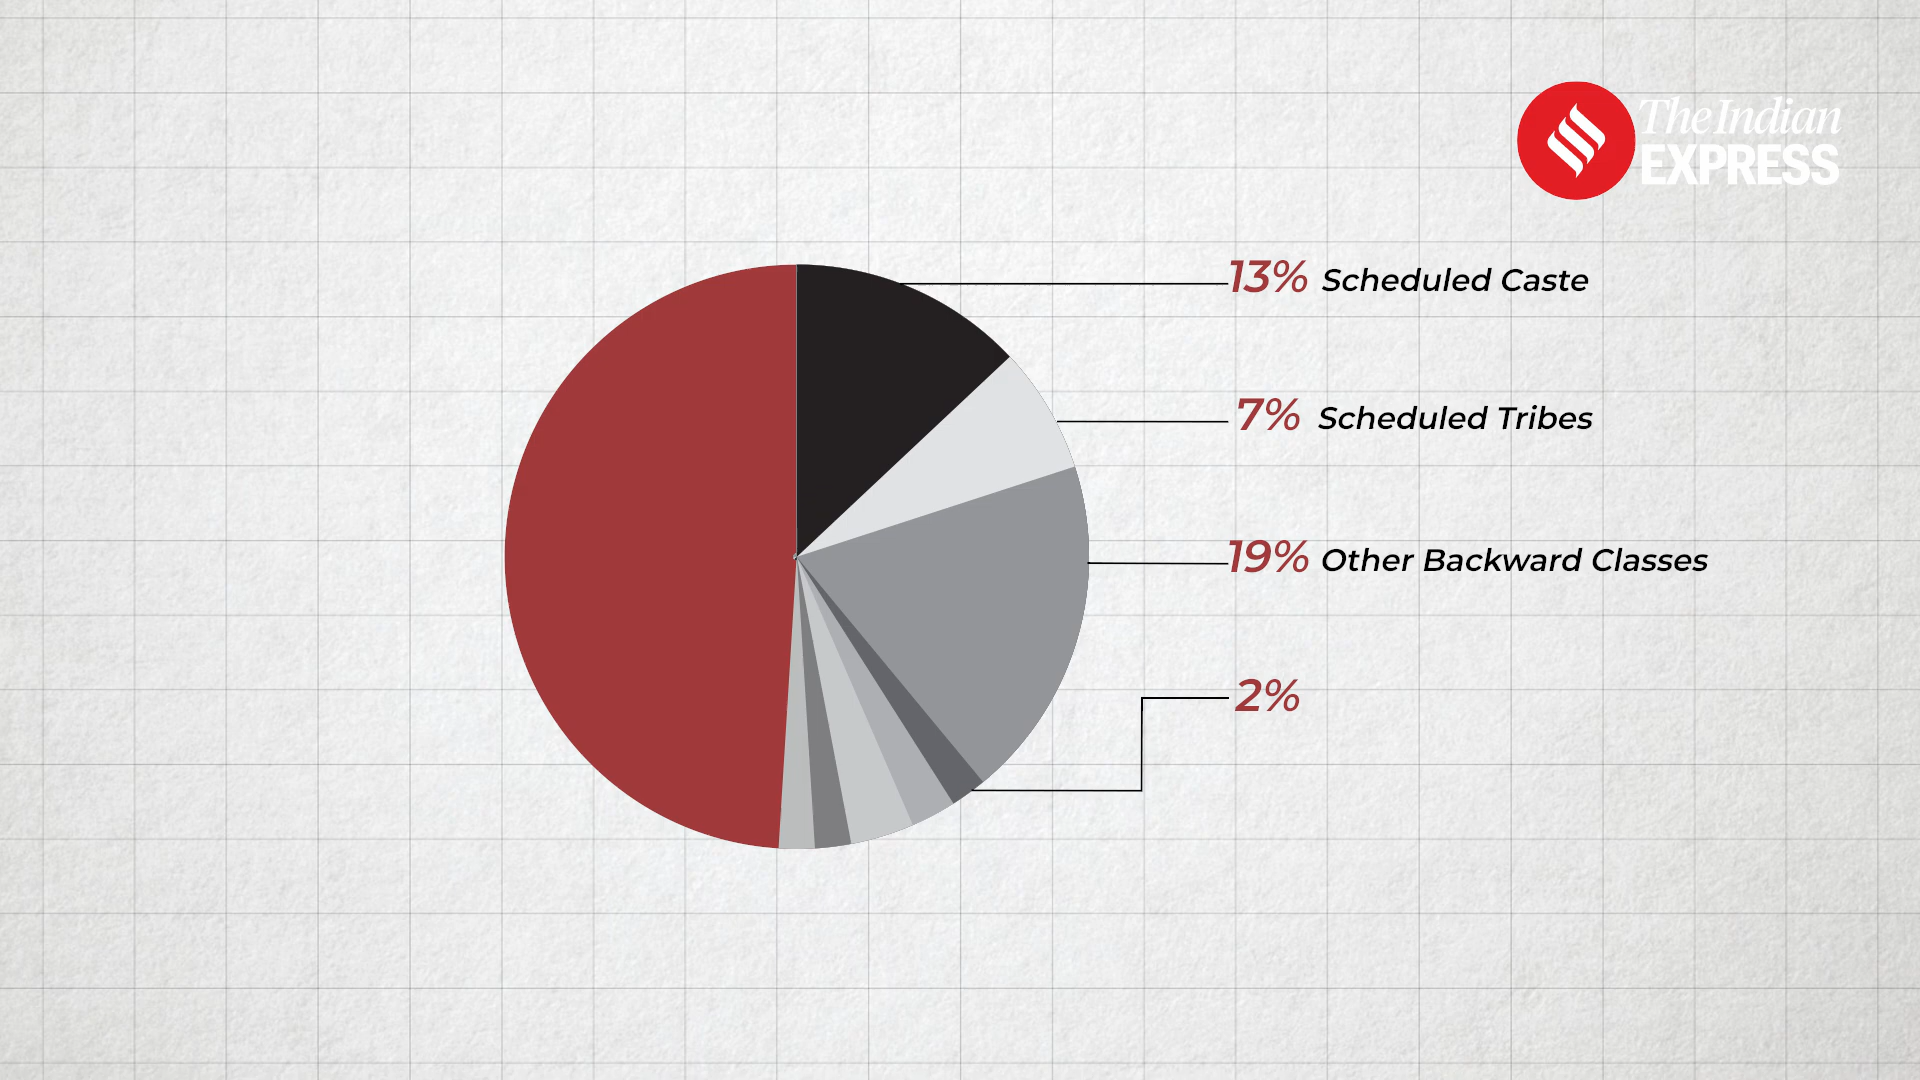 The Indian
EXPRESS
13% Scheduled Caste
7% Scheduled Tribes
19% Other Backward Classes
2%